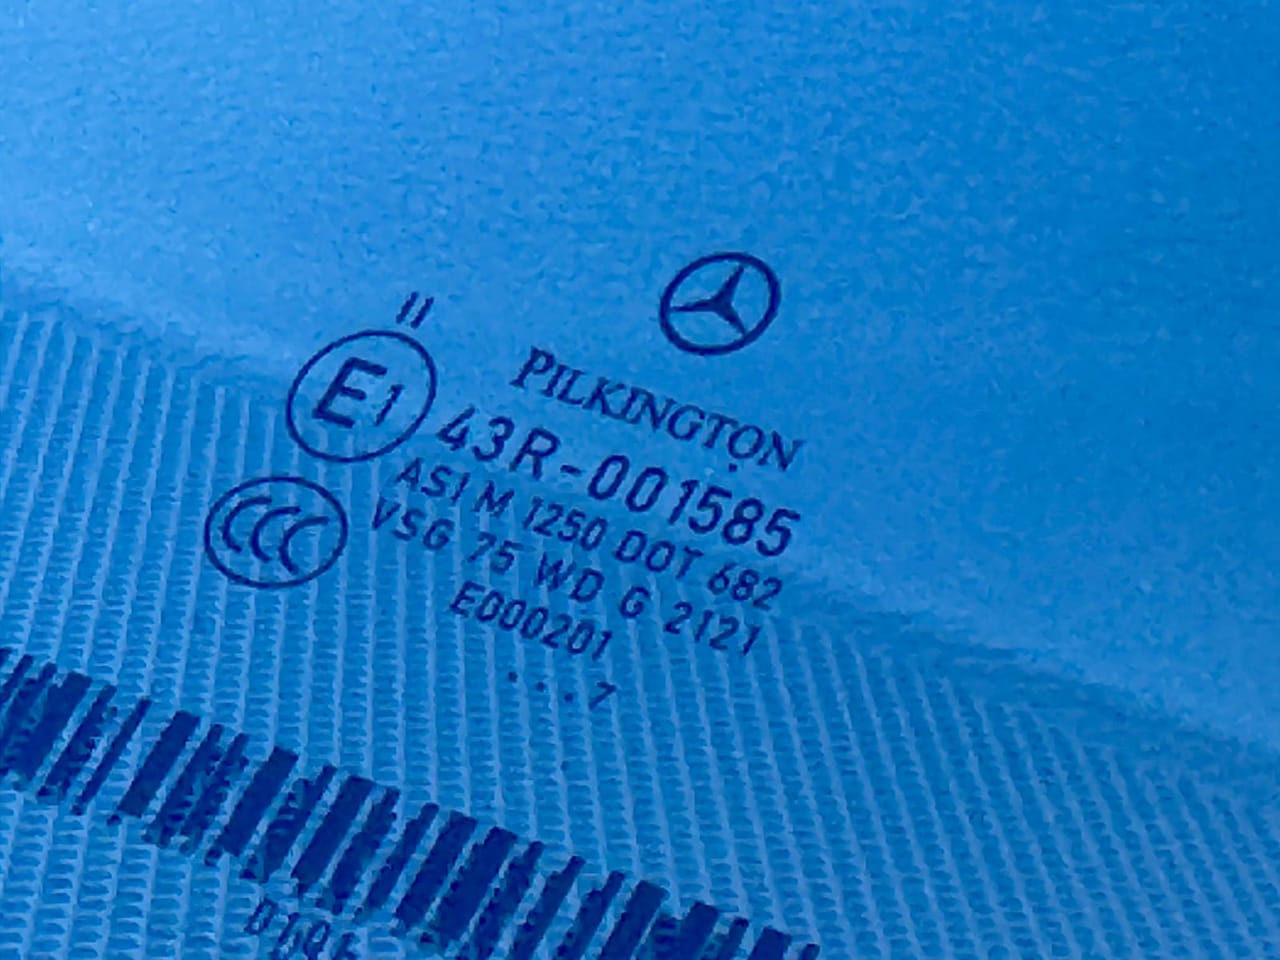 II
E1
PILKINGTON
43R-001585
CCC
AS1 M 1250 DOT 682
VSG 75 WD G 2121
E000201
. . . 7